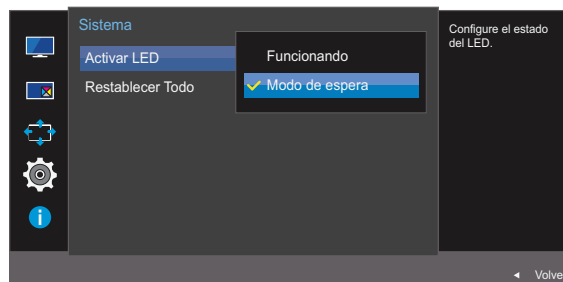 Sistema
Activar LED
Restablecer Todo
Funcionando
Modo de espera
Configure el estado
del LED.
Volve